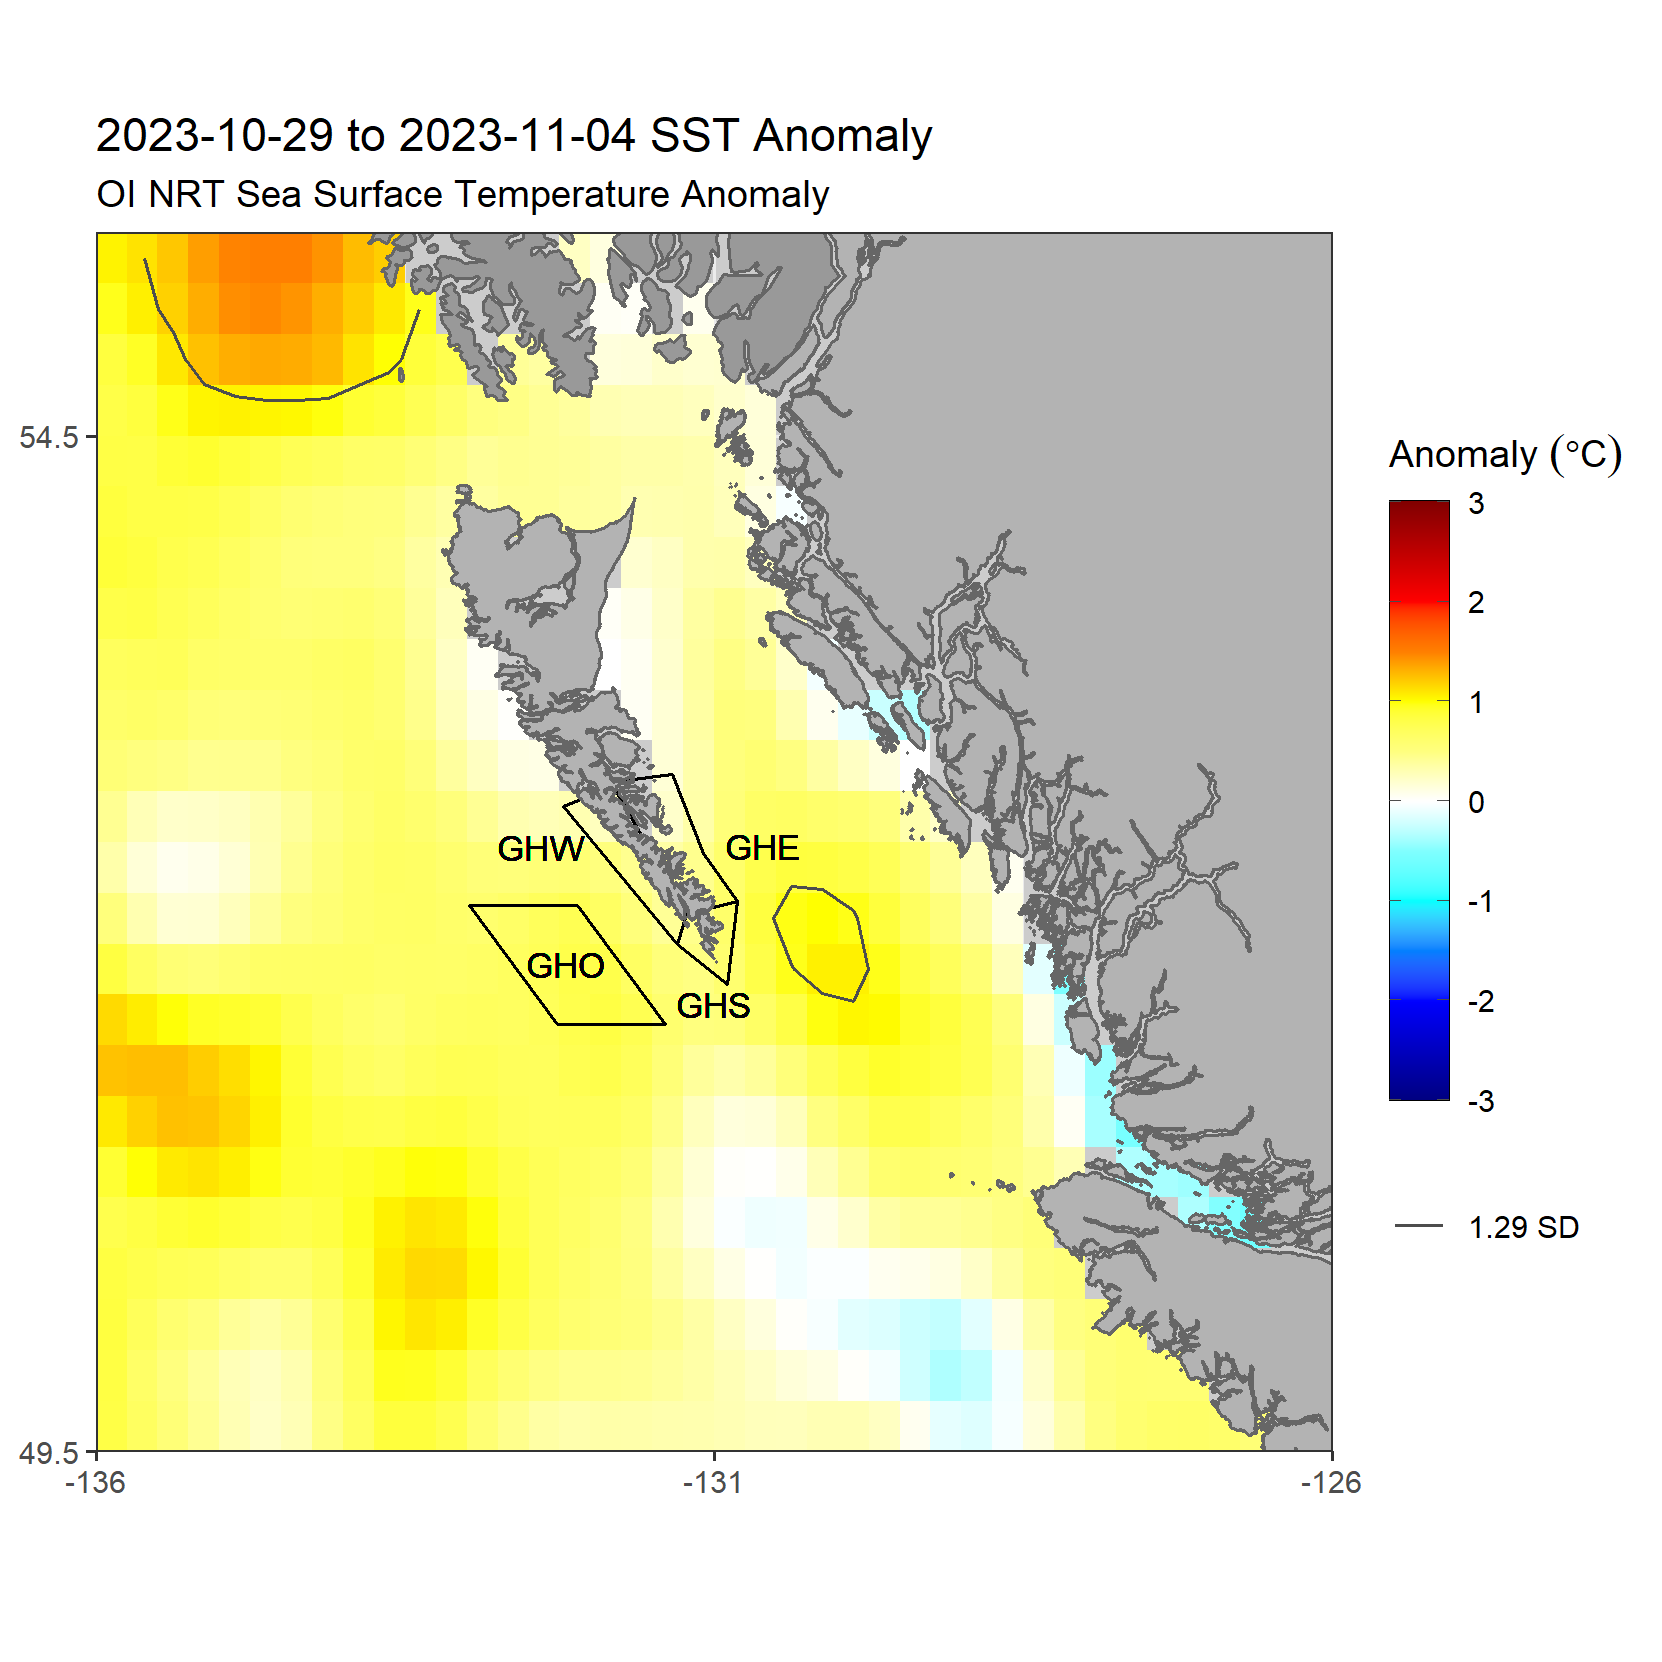 2023-10-29 to 2023-11-04 SST Anomaly
OI NRT Sea Surface Temperature Anomaly
54.5
49.5
-136
-131
-126
GHW
GHE
GHO
GHS
Anomaly (°C)
3
2
1
0
-1
-2
-3
1.29 SD